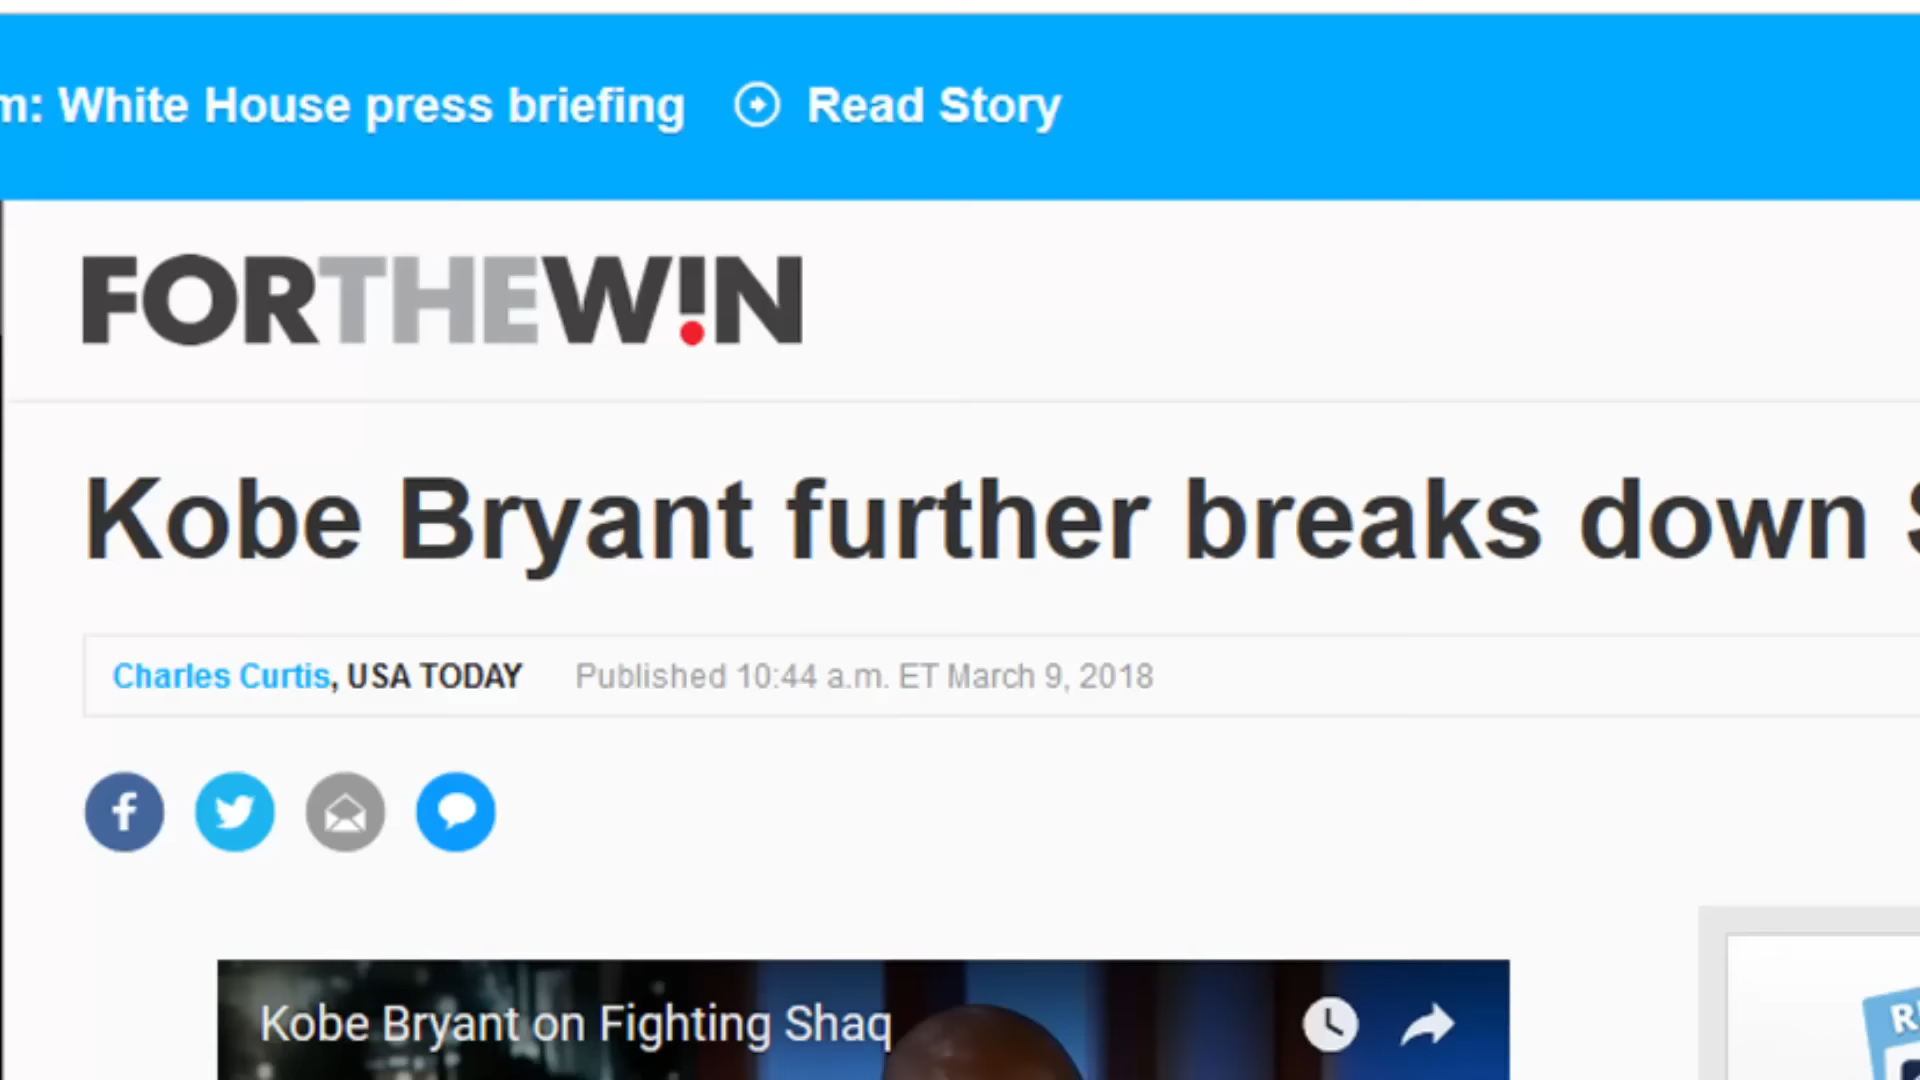 m: White House press briefing Read Story
FORTHEW!N
Kobe Bryant further breaks down S
Charles Curtis, USA TODAY Published 10:44 a.m. ET March 9, 2018
Kobe Bryant on Fighting Shaq
R